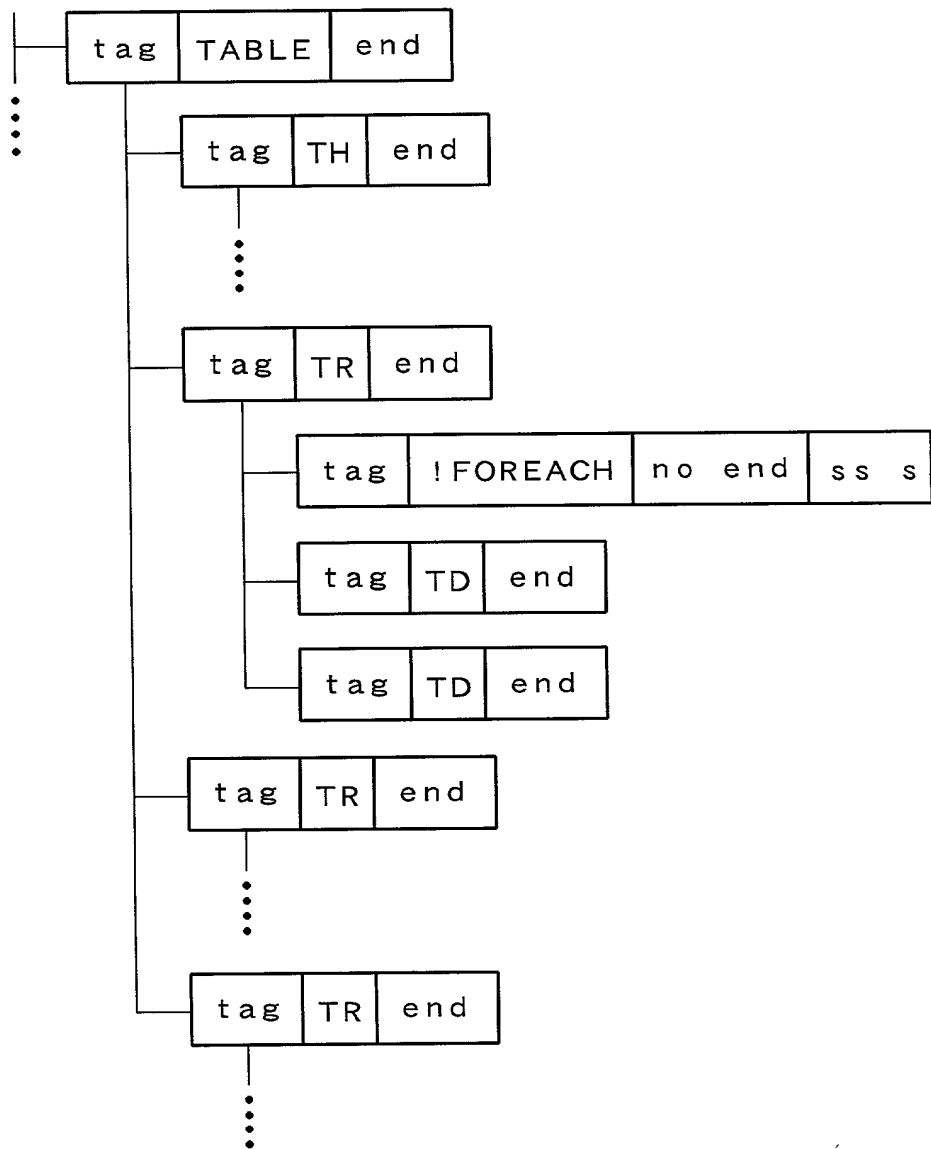 tag TABLE end
tag TH end
tag TR end
tag !FOREACH no end ss s
tag TD end
tag TD end
tag TR end
tag TR end